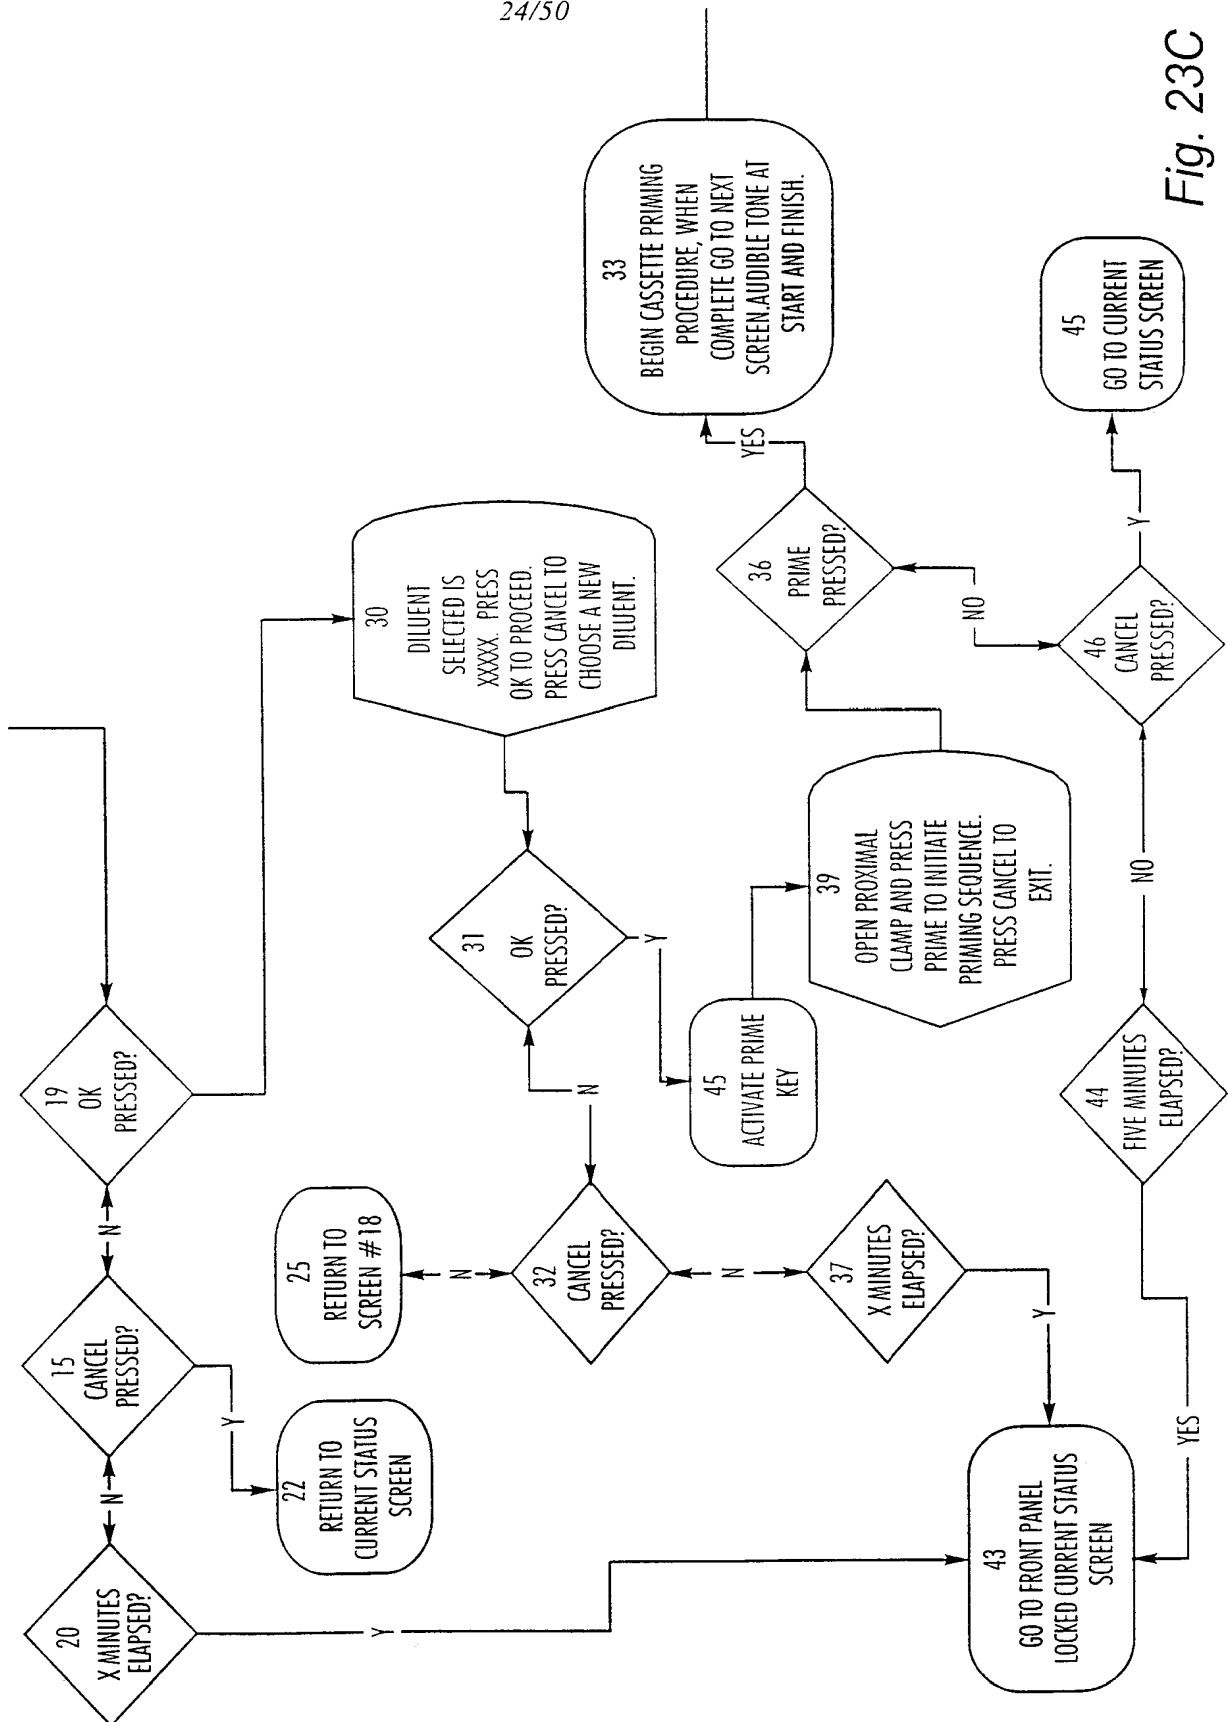 24/50
19
OK
PRESSED?
N
15
CANCEL
PRESSED?
N
20
X MINUTES
ELAPSED?
Y
22
RETURN TO
CURRENT STATUS
SCREEN
Y
30
DILUENT
SELECTED IS
XXXXX. PRESS
OK TO PROCEED.
PRESS CANCEL TO
CHOOSE A NEW
DILUENT.
31
OK
PRESSED?
N
Y
25
RETURN TO
SCREEN #18
N
32
CANCEL
PRESSED?
N
37
X MINUTES
ELAPSED?
Y
45
ACTIVATE PRIME
KEY
39
OPEN PROXIMAL
CLAMP AND PRESS
PRIME TO INITIATE
PRIMING SEQUENCE.
PRESS CANCEL TO
EXIT.
36
PRIME
PRESSED?
YES
NO
33
BEGIN CASSETTE PRIMING
PROCEDURE, WHEN
COMPLETE GO TO NEXT
SCREEN.AUDIBLE TONE AT
START AND FINISH.
46
CANCEL
PRESSED?
Y
45
GO TO CURRENT
STATUS SCREEN
NO
44
FIVE MINUTES
ELAPSED?
YES
43
GO TO FRONT PANEL
LOCKED CURRENT STATUS
SCREEN
Fig. 23C